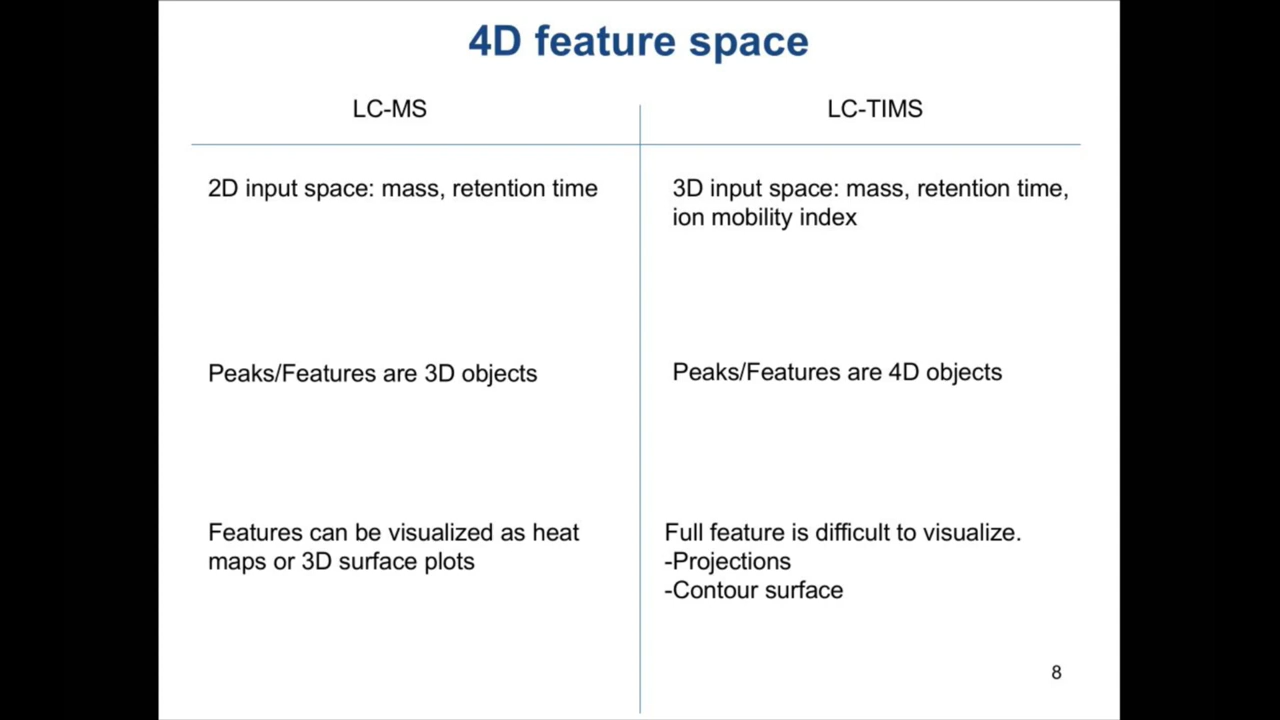 4D feature space
LC-MS
LC-TIMS
2D input space: mass, retention time
3D input space: mass, retention time,
ion mobility index
Peaks/Features are 3D objects
Peaks/Features are 4D objects
Features can be visualized as heat
maps or 3D surface plots
Full feature is difficult to visualize.
-Projections
-Contour surface
8